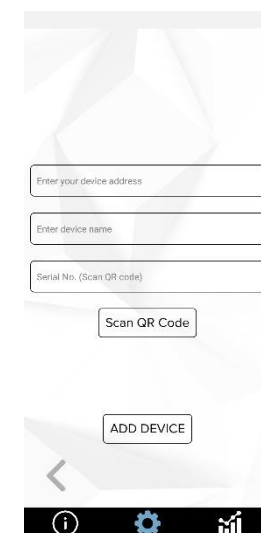 Enter your device address
Enter device name
Serial No. (Scan QR code)
Scan QR Code
ADD DEVICE